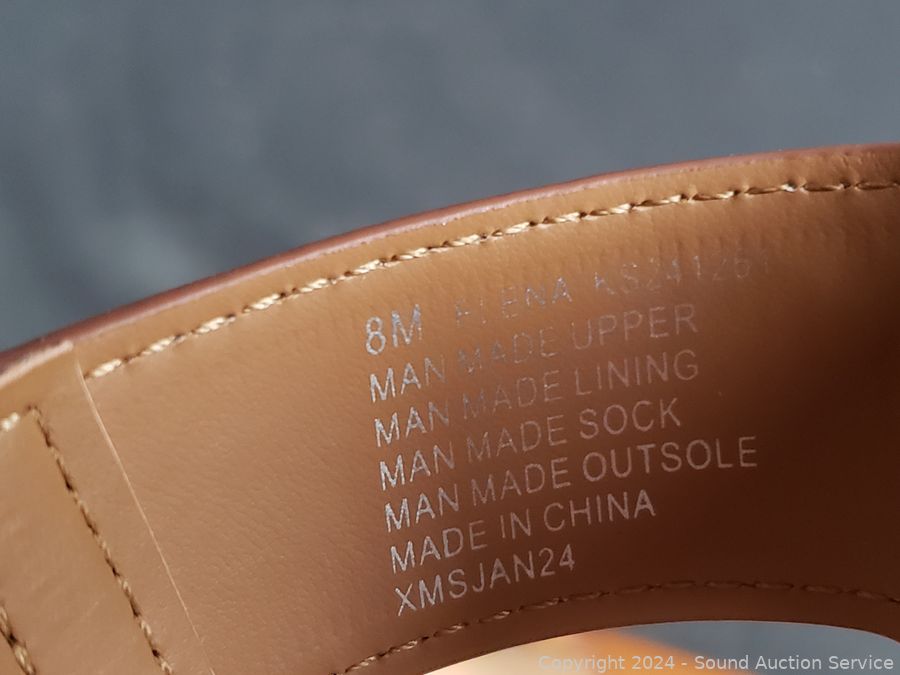 8M ELENA
MAN MADE UPPER
MAN MADE LINING
MAN MADE SOCK
MAN MADE OUTSOLE
MADE IN CHINA
XMSJAN24
Copyright © 2024 - Sound Auction Service